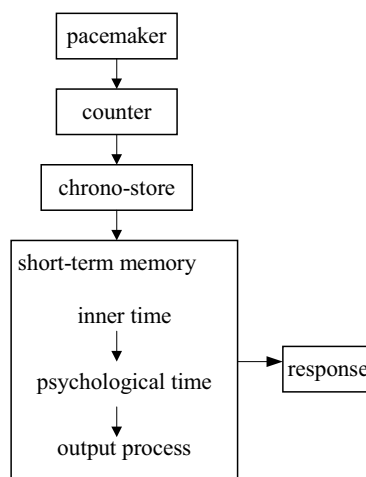 pacemaker
counter
chrono-store
short-term memory
inner time
psychological time
output process
response